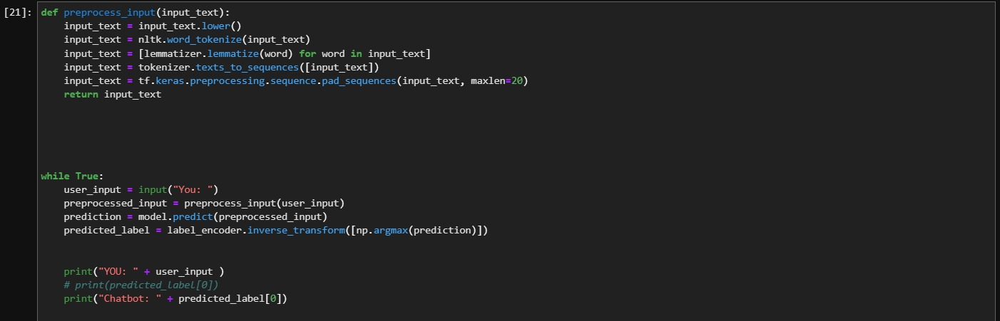 [21]: def preprocess_input(input_text):
    input_text = input_text.lower()
    input_text = nltk.word_tokenize(input_text)
    input_text = [lemmatizer.lemmatize(word) for word in input_text]
    input_text = tokenizer.texts_to_sequences([input_text])
    input_text = tf.keras.preprocessing.sequence.pad_sequences(input_text, maxlen=20)
    return input_text
while True:
    user_input = input("You: ")
    preprocessed_input = preprocess_input(user_input)
    prediction = model.predict(preprocessed_input)
    predicted_label = label_encoder.inverse_transform([np.argmax(prediction)])
    print("YOU: " + user_input )
    # print(predicted_label[0])
    print("Chatbot: " + predicted_label[0])